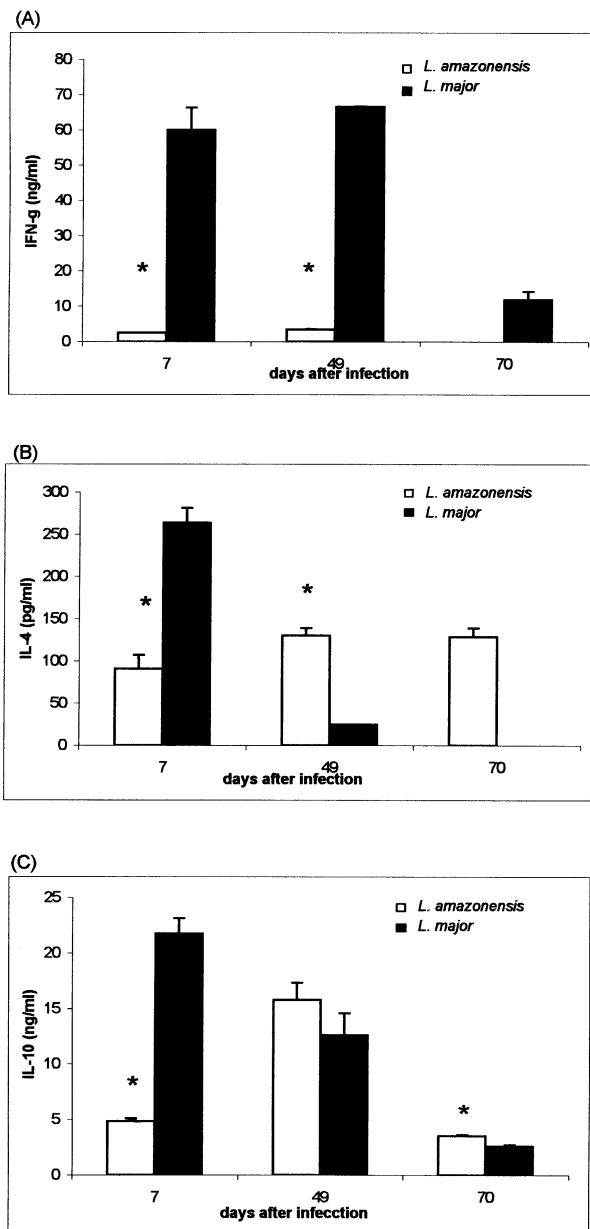 (A)
80
70
60
50
40
30
20
10
0
IFN-g (ng/ml)
L. amazonensis
L. major
*
*
7
49
70
days after infection
(B)
300
250
200
150
100
50
0
IL-4 (pg/ml)
L. amazonensis
L. major
*
*
7
49
70
days after infection
(C)
25
20
15
10
5
0
IL-10 (ng/ml)
L. amazonensis
L. major
*
*
7
49
70
days after infecction